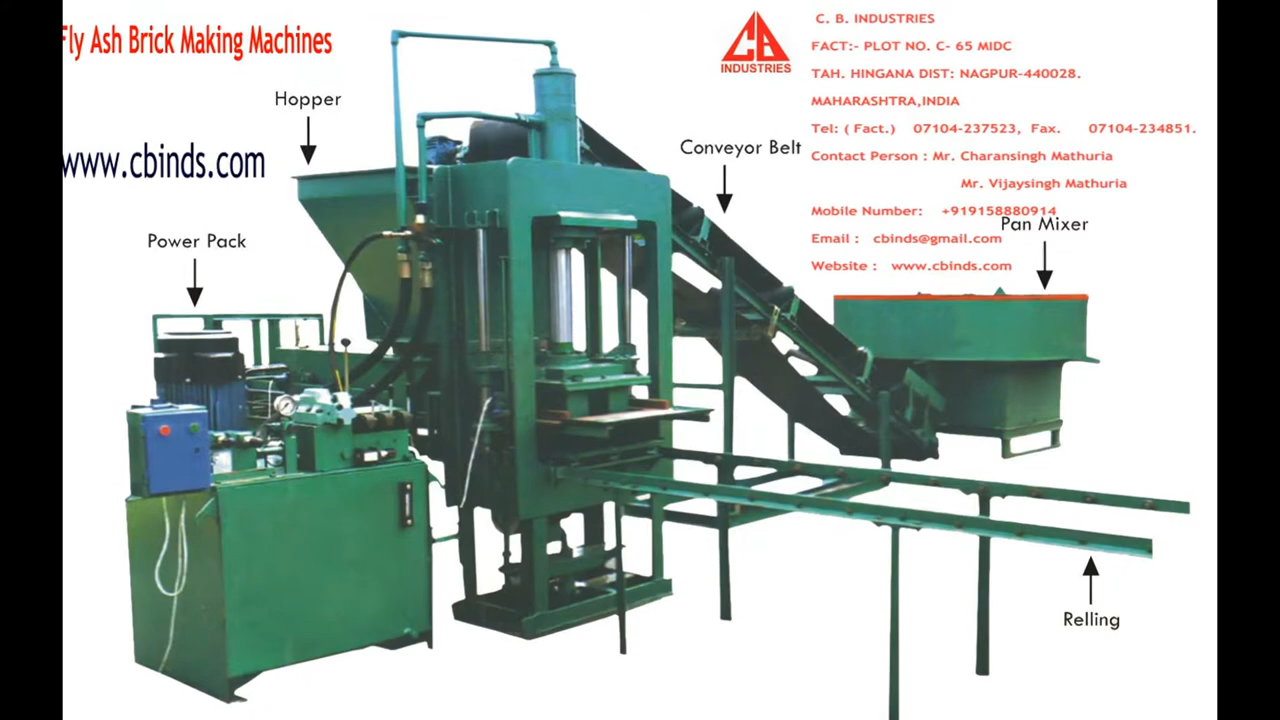 Fly Ash Brick Making Machines
www.cbinds.com
Hopper
Power Pack
Conveyor Belt
Pan Mixer
Relling
CB
INDUSTRIES
C. B. INDUSTRIES
FACT:- PLOT NO. C- 65 MIDC
TAH. HINGANA DIST: NAGPUR-440028.
MAHARASHTRA,INDIA
Tel: ( Fact.) 07104-237523, Fax. 07104-234851.
Contact Person : Mr. Charansingh Mathuria
Mr. Vijaysingh Mathuria
Mobile Number: +919158880914
Email : cbinds@gmail.com
Website : www.cbinds.com